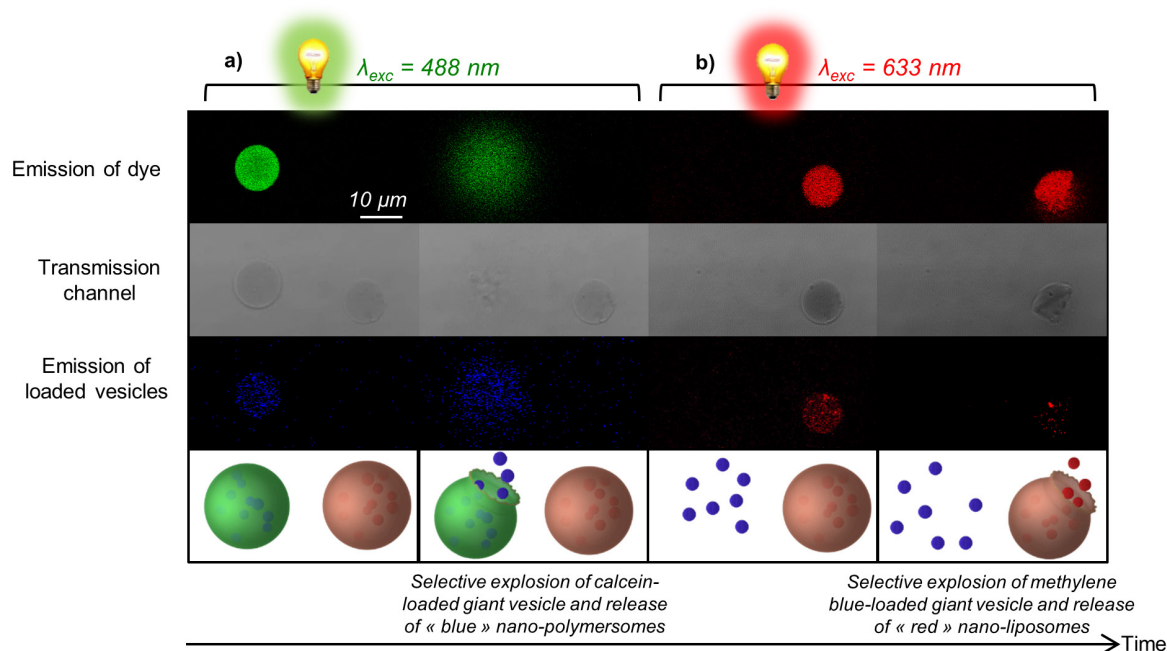 a)
λexc = 488 nm
b)
λexc = 633 nm
Emission of dye
10 µm
Transmission
channel
Emission of
loaded vesicles
Selective explosion of calcein-
loaded giant vesicle and release
of « blue » nano-polymersomes
Selective explosion of methylene
blue-loaded giant vesicle and release
of « red » nano-liposomes
Time